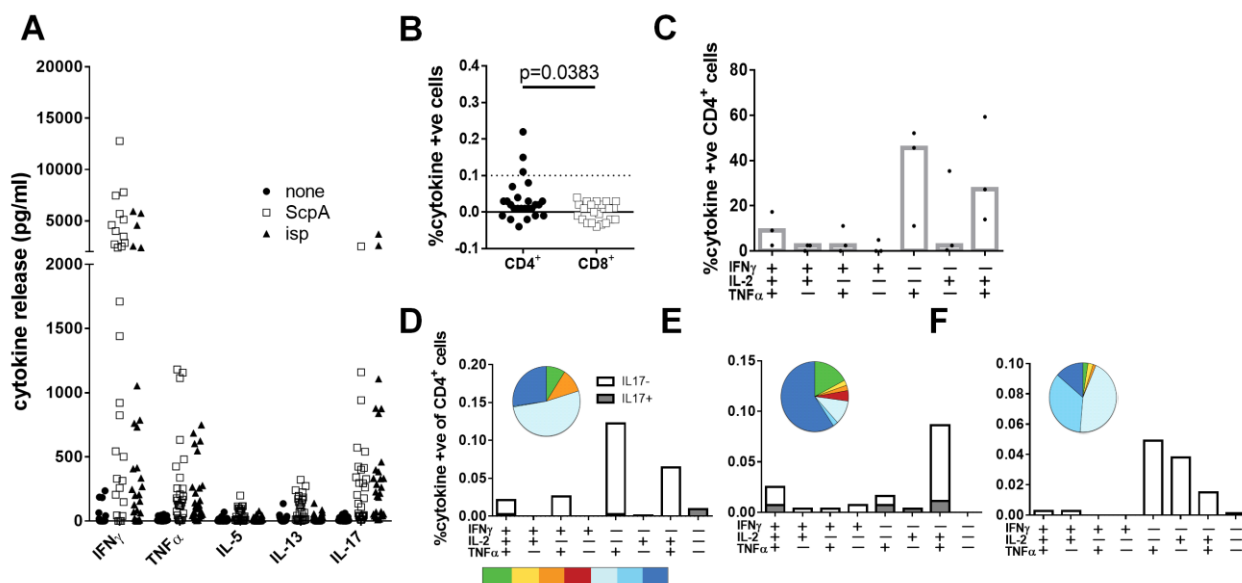 A
cytokine release (pg/ml)
20000
15000
10000
5000
2000
1500
1000
500
0
none
ScpA
isp
IFNγ TNFα IL-5 IL-13 IL-17
B
p=0.0383
%cytokine +ve cells
0.4
0.3
0.2
0.1
0.0
-0.1
CD4+ CD8+
C
%cytokine +ve CD4+ cells
80
60
40
20
0
IFNγ + + + + — — —
IL-2 + + — — — + +
TNFα + — + — + — +
D
%cytokine +ve of CD4+ cells
0.20
0.15
0.10
0.05
0.00
IL17-
IL17+
IFNγ + + + + — — — —
IL-2 + + — — — + + —
TNFα + — + — + — + —
E
0.15
0.10
0.05
0.00
IFNγ + + + + — — — —
IL-2 + + — — — + + —
TNFα + — + — + — + —
F
0.10
0.08
0.06
0.04
0.02
0.00
IFNγ + + + + — — — —
IL-2 + + — — — + + —
TNFα + — + — + — + —